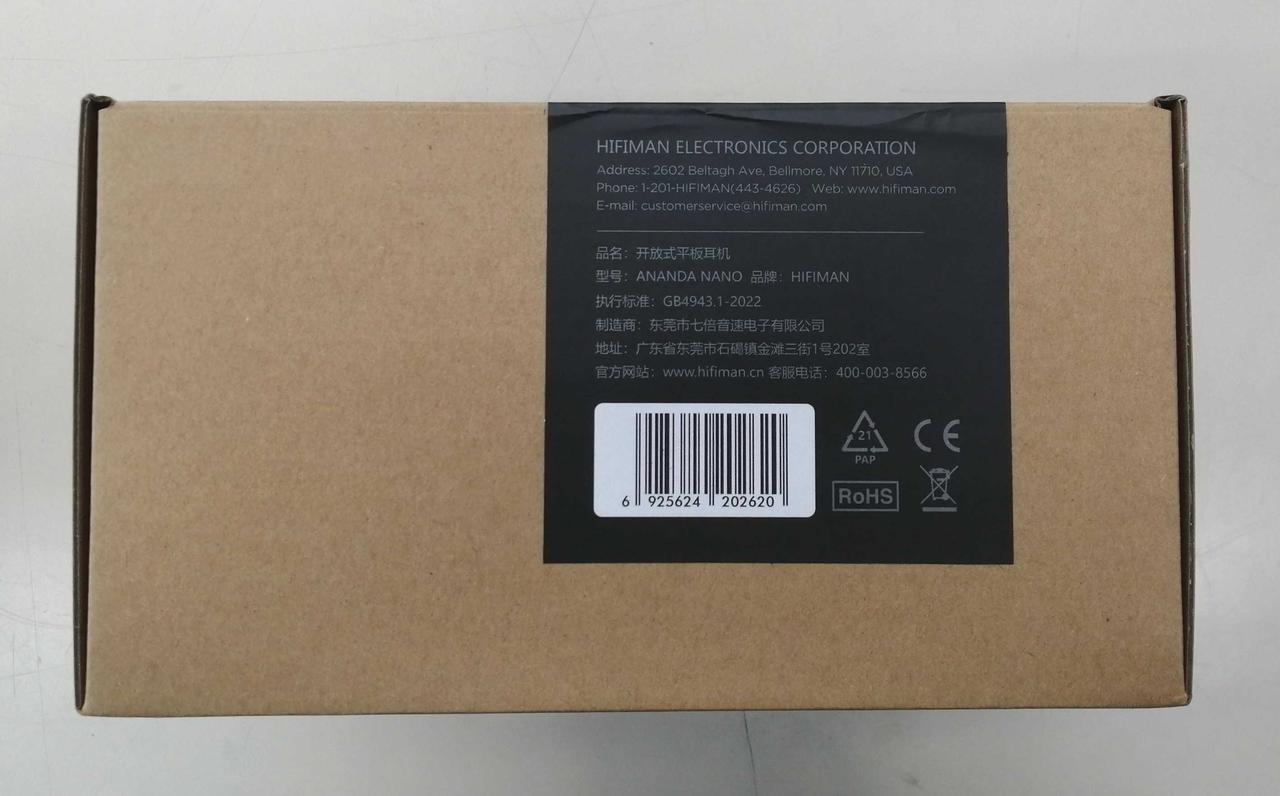 HIFIMAN ELECTRONICS CORPORATION
Address: 2602 Beltagh Ave, Bellmore, NY 11710, USA
Phone: 1-201-HIFIMAN(443-4626) Web: www.hifiman.com
E-mail: customerservice@hifiman.com
品名：开放式平板耳机
型号：ANANDA NANO 品牌：HIFIMAN
执行标准：GB4943.1-2022
制造商：东莞市七倍音速电子有限公司
地址：广东省东莞市石碣镇金滩三街1号202室
官方网站：www.hifiman.cn 客服电话：400-003-8566
21
PAP
CE
RoHS
6 925624 202620